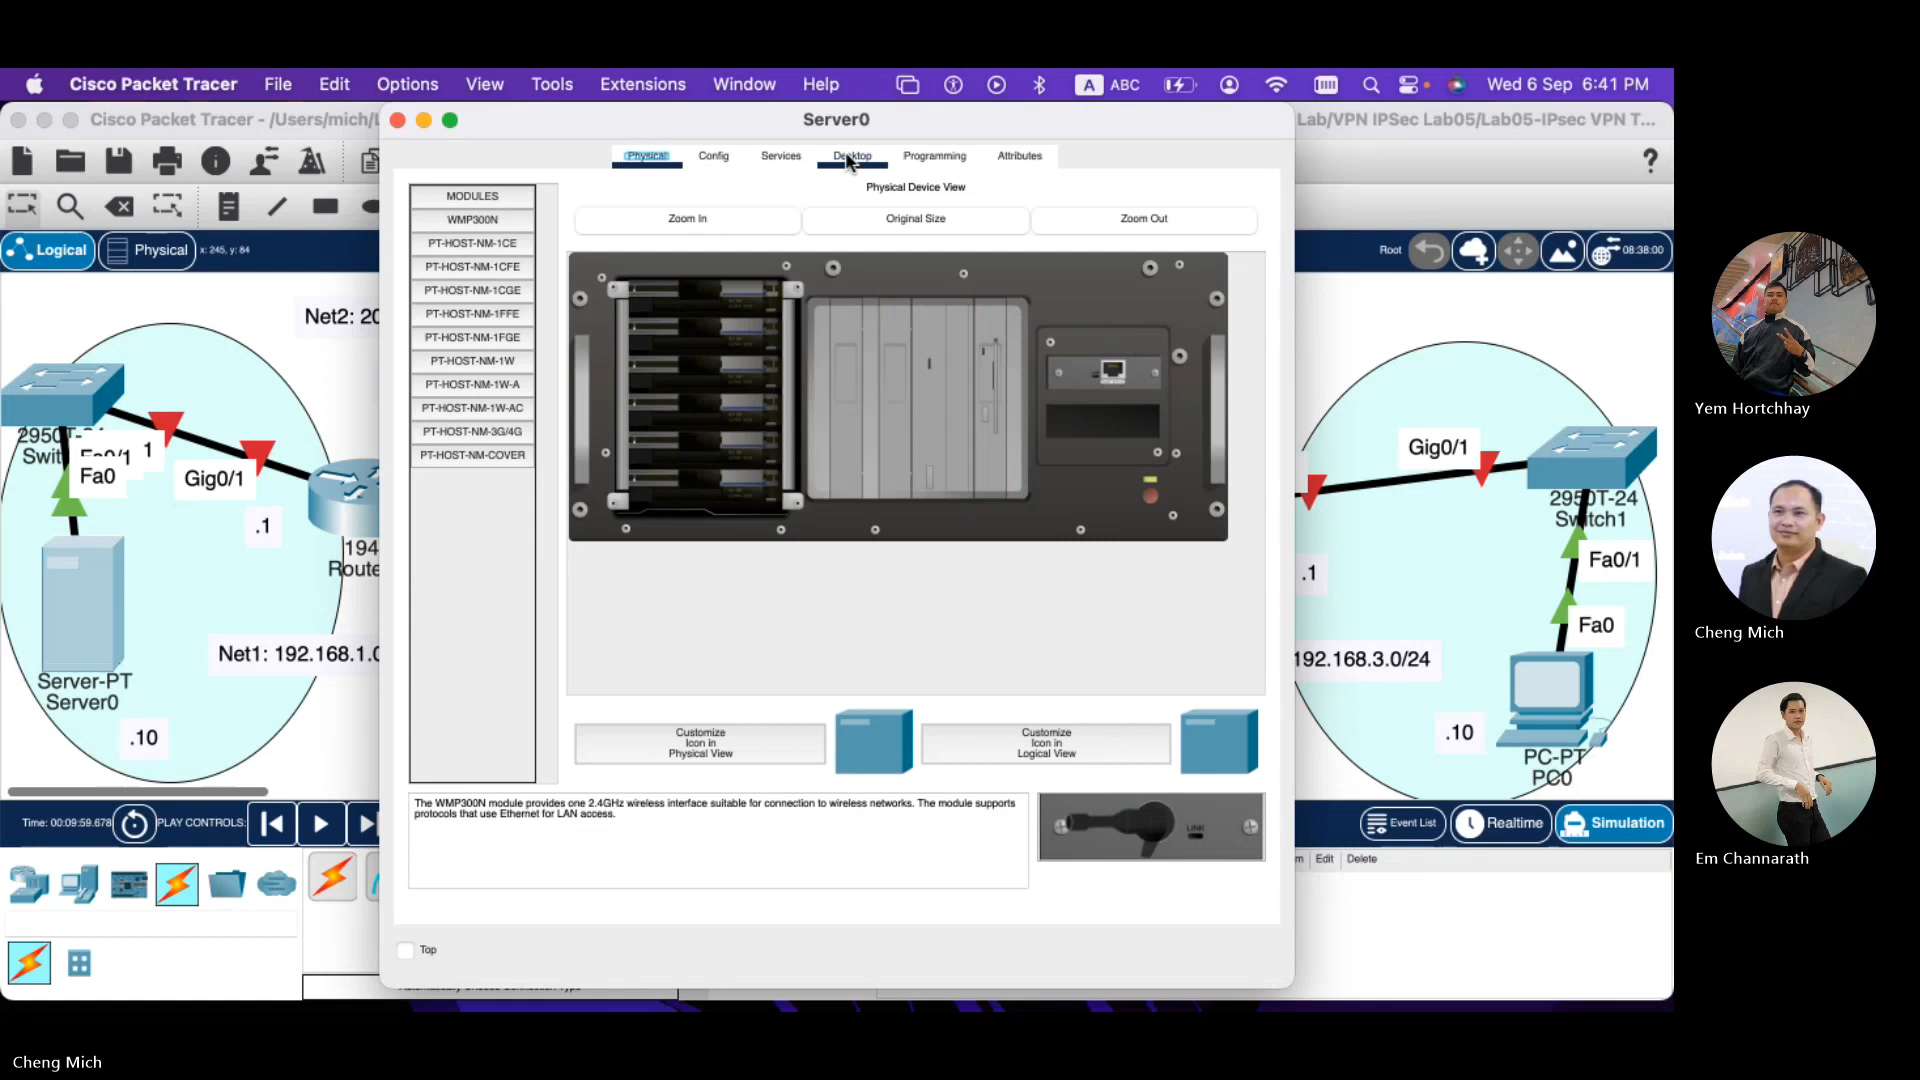 Cisco Packet Tracer File Edit Options View Tools Extensions Window Help A ABC Wed 6 Sep 6:41 PM
Cisco Packet Tracer - /Users/mich/
Server0
Lab/VPN IPSec Lab05/Lab05-IPsec VPN T...
Physical Config Services Desktop Programming Attributes
?
Physical Device View
Zoom In Original Size Zoom Out
Logical Physical x: 245, y: 84
Root 08:38:00
MODULES
WMP300N
PT-HOST-NM-1CE
PT-HOST-NM-1CFE
PT-HOST-NM-1CGE
PT-HOST-NM-1FFE
PT-HOST-NM-1FGE
PT-HOST-NM-1W
PT-HOST-NM-1W-A
PT-HOST-NM-1W-AC
PT-HOST-NM-3G/4G
PT-HOST-NM-COVER
Net2: 20
2950T-24
Swit
Fa0/1
1
Fa0
Gig0/1
.1
194
Route
Net1: 192.168.1.0
Server-PT
Server0
.10
Gig0/1
2950T-24
Switch1
Fa0/1
.1
Fa0
192.168.3.0/24
.10
PC-PT
PC0
Customize
Icon in
Physical View
Customize
Icon in
Logical View
The WMP300N module provides one 2.4GHz wireless interface suitable for connection to wireless networks. The module supports
protocols that use Ethernet for LAN access.
LINK
Time: 00:09:59.678 PLAY CONTROLS:
Event List Realtime Simulation
m Edit Delete
Top
Yem Hortchhay
Cheng Mich
Em Channarath
Cheng Mich